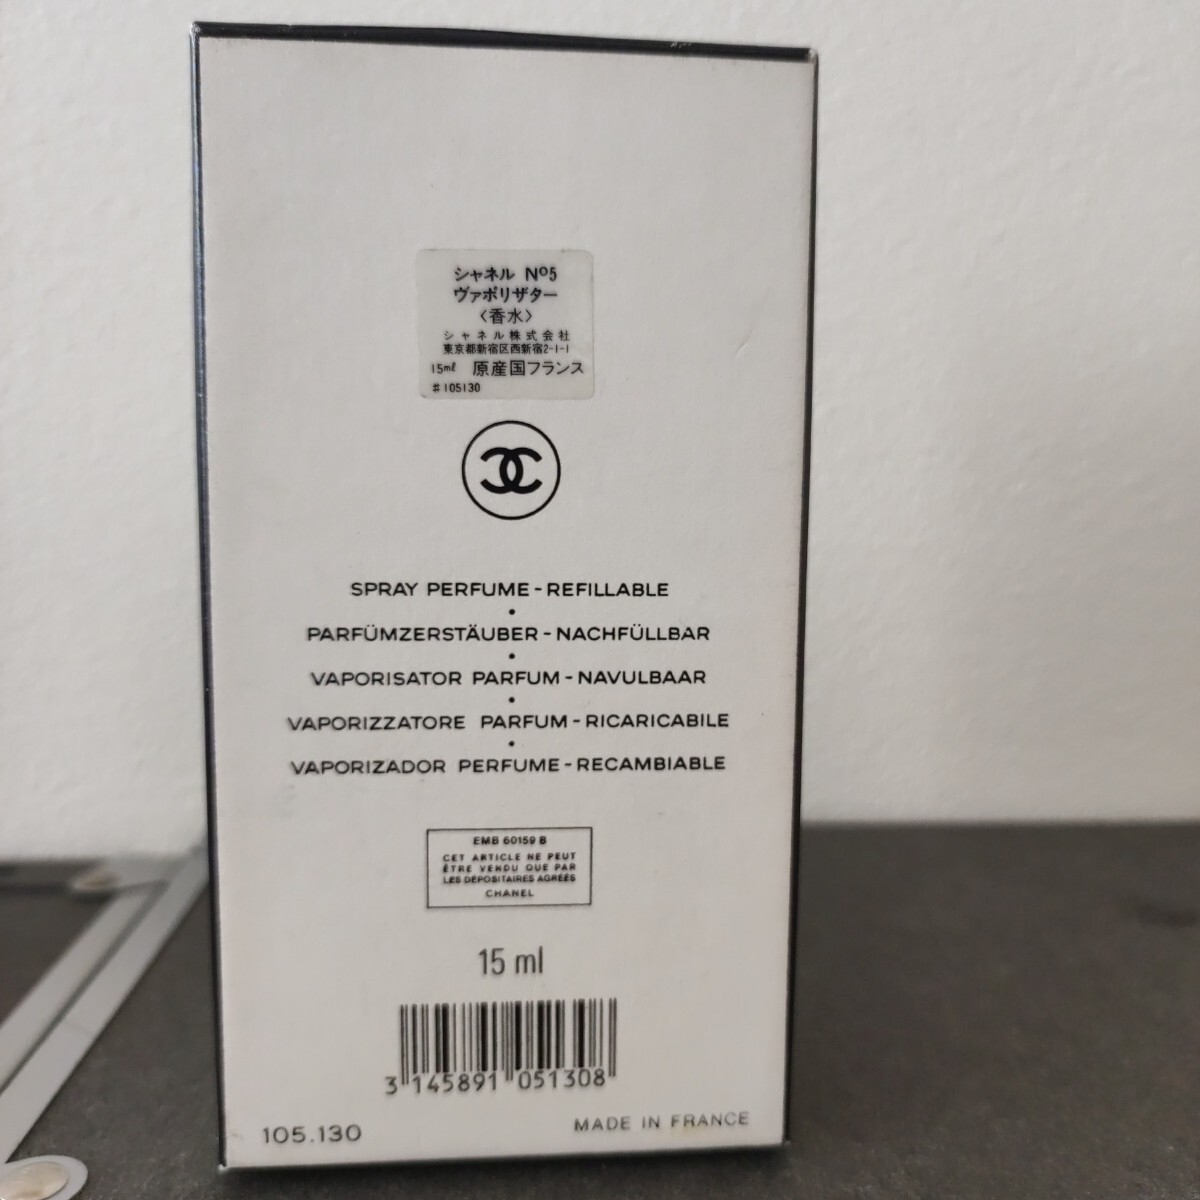 シャネル Nº5
ヴァポリザター
〈香水〉
シャネル株式会社
東京都新宿区西新宿2-1-1
15ml 原産国フランス
#105130
SPRAY PERFUME - REFILLABLE
•
PARFÜMZERSTÄUBER - NACHFÜLLBAR
•
VAPORISATOR PARFUM - NAVULBAAR
•
VAPORIZZATORE PARFUM - RICARICABILE
•
VAPORIZADOR PERFUME - RECAMBIABLE
EMB 60159 B
CET ARTICLE NE PEUT
ÊTRE VENDU QUE PAR
LES DÉPOSITAIRES AGRÉÉS
CHANEL
15 ml
3 145891 051308
105.130
MADE IN FRANCE